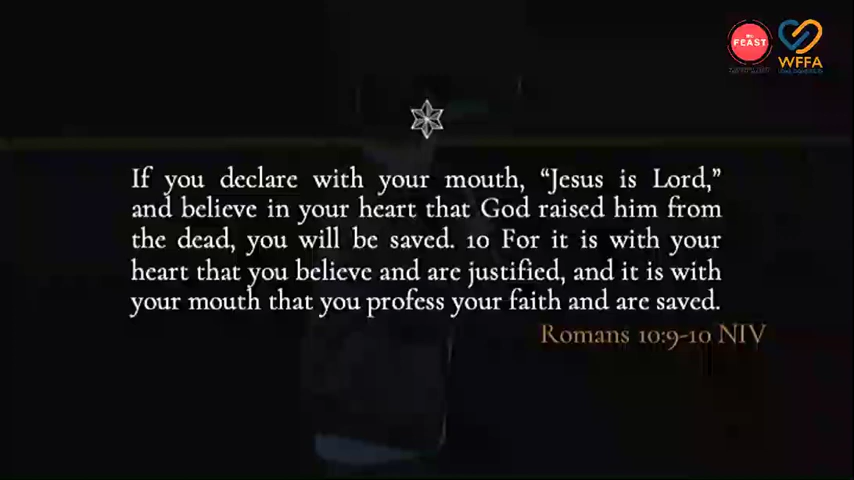 FEAST
WFFA
If you declare with your mouth, “Jesus is Lord,”
and believe in your heart that God raised him from
the dead, you will be saved. 10 For it is with your
heart that you believe and are justified, and it is with
your mouth that you profess your faith and are saved.
Romans 10:9-10 NIV